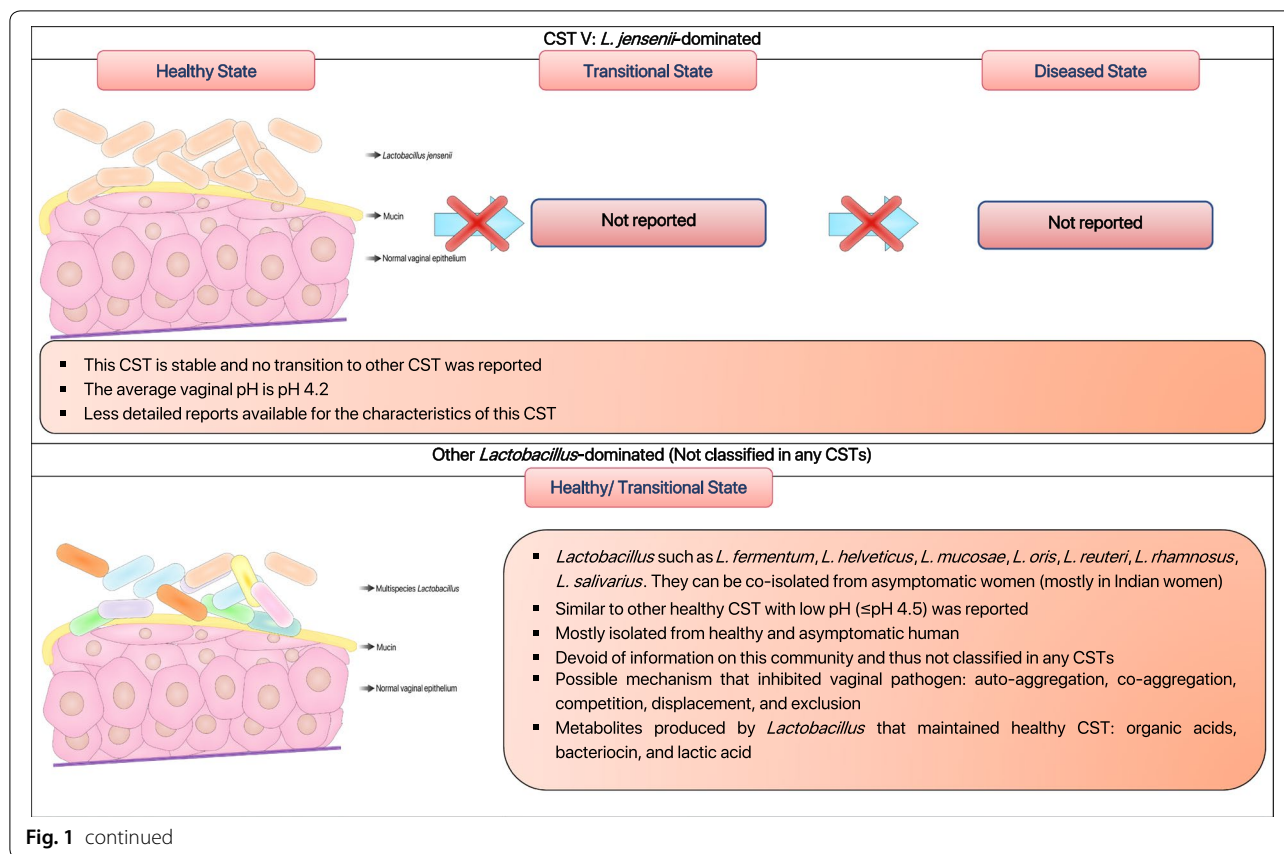 CST V: L. jensenii-dominated
Healthy State
Transitional State
Diseased State
Lactobacillus jensenii
Mucin
Normal vaginal epithelium
Not reported
Not reported
▪ This CST is stable and no transition to other CST was reported
▪ The average vaginal pH is pH 4.2
▪ Less detailed reports available for the characteristics of this CST
Other Lactobacillus-dominated (Not classified in any CSTs)
Healthy/ Transitional State
Multispecies Lactobacillus
Mucin
Normal vaginal epithelium
▪ Lactobacillus such as L. fermentum, L. helveticus, L. mucosae, L. oris, L. reuteri, L. rhamnosus,
L. salivarius. They can be co-isolated from asymptomatic women (mostly in Indian women)
▪ Similar to other healthy CST with low pH (≤pH 4.5) was reported
▪ Mostly isolated from healthy and asymptomatic human
▪ Devoid of information on this community and thus not classified in any CSTs
▪ Possible mechanism that inhibited vaginal pathogen: auto-aggregation, co-aggregation,
competition, displacement, and exclusion
▪ Metabolites produced by Lactobacillus that maintained healthy CST: organic acids,
bacteriocin, and lactic acid
Fig. 1 continued